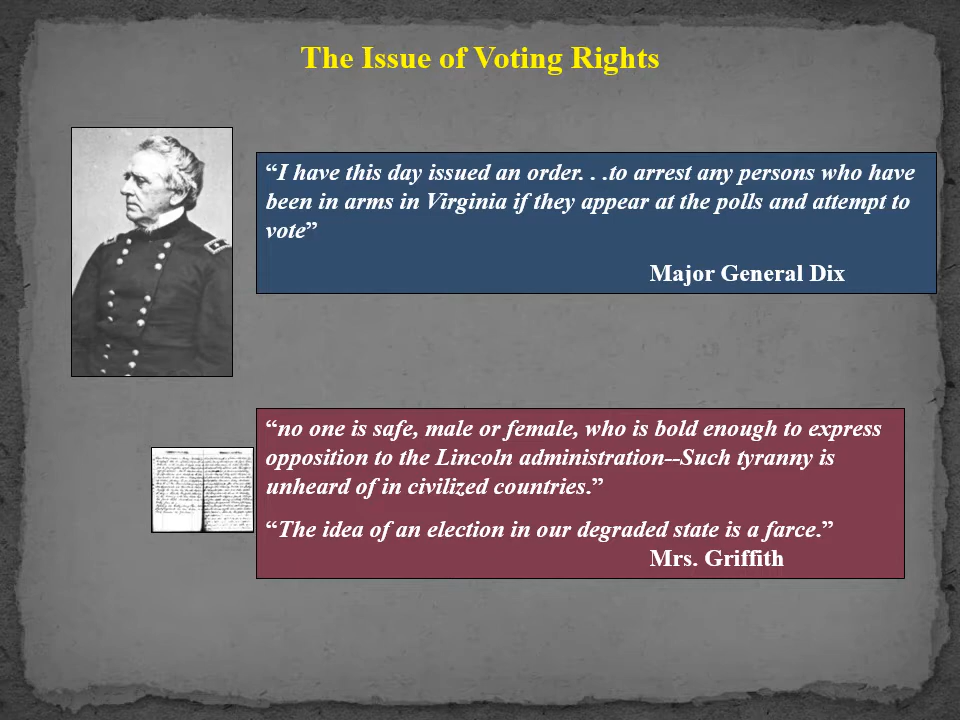 The Issue of Voting Rights
“I have this day issued an order. . .to arrest any persons who have
been in arms in Virginia if they appear at the polls and attempt to
vote”
Major General Dix
“no one is safe, male or female, who is bold enough to express
opposition to the Lincoln administration--Such tyranny is
unheard of in civilized countries.”
“The idea of an election in our degraded state is a farce.”
Mrs. Griffith